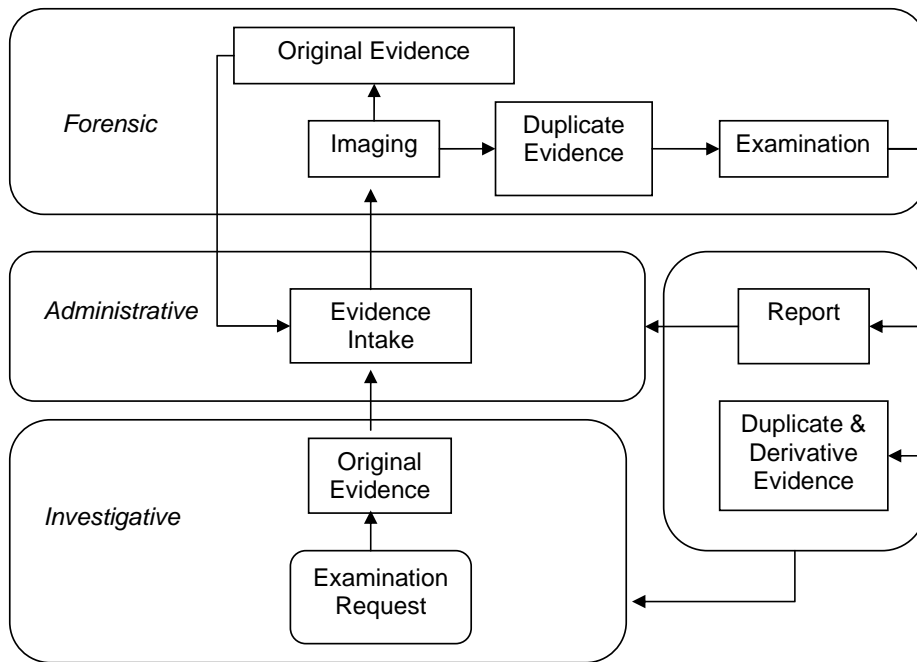 Original Evidence
Forensic
Imaging
Duplicate
Evidence
Examination
Administrative
Evidence
Intake
Report
Original
Evidence
Duplicate &
Derivative
Evidence
Investigative
Examination
Request